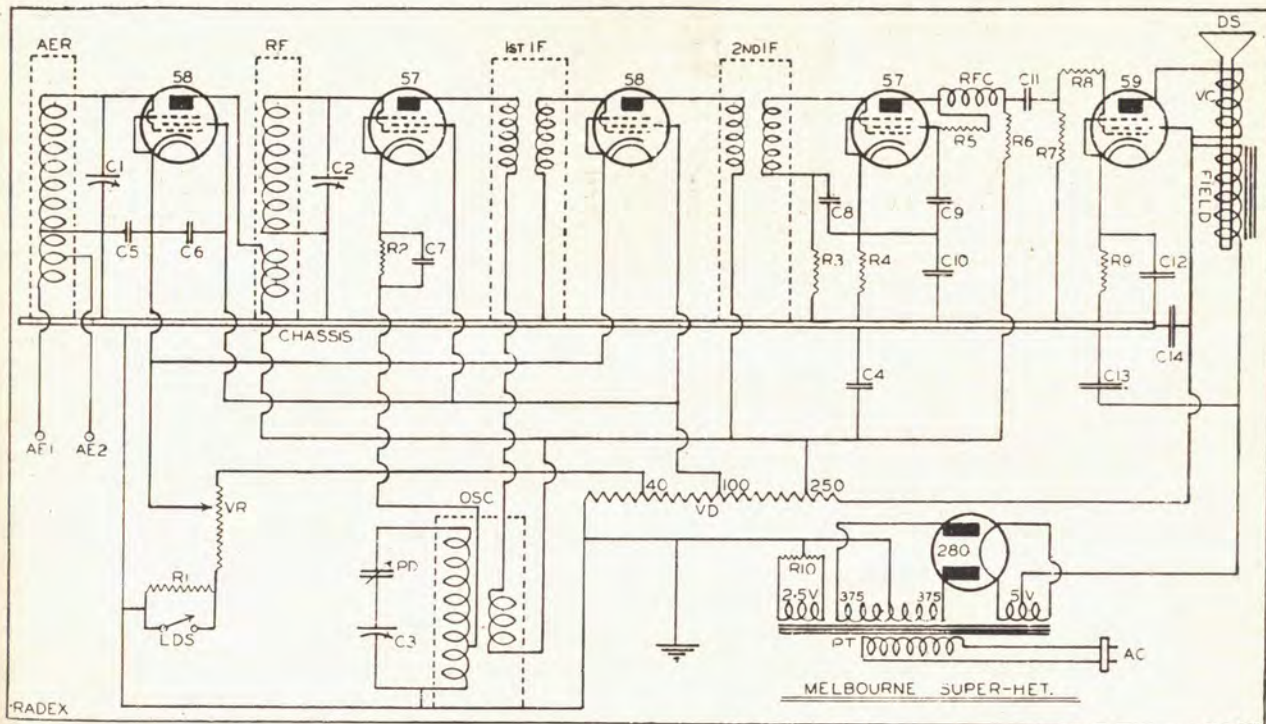 AER
58
RF
57
1ST IF
58
2ND IF
57
RFC
C11
R8
59
DS
VC
C1
C2
R5
R6
R7
FIELD
C5
C6
R2
C7
C8
C9
R3
R4
C10
R9
C12
CHASSIS
C14
C4
C13
AE1
AE2
VR
OSC
40
100
250
VD
R1
LDS
PD
C3
R10
280
2·5V
375
375
5V
PT
AC
MELBOURNE SUPER-HET.
RADEX